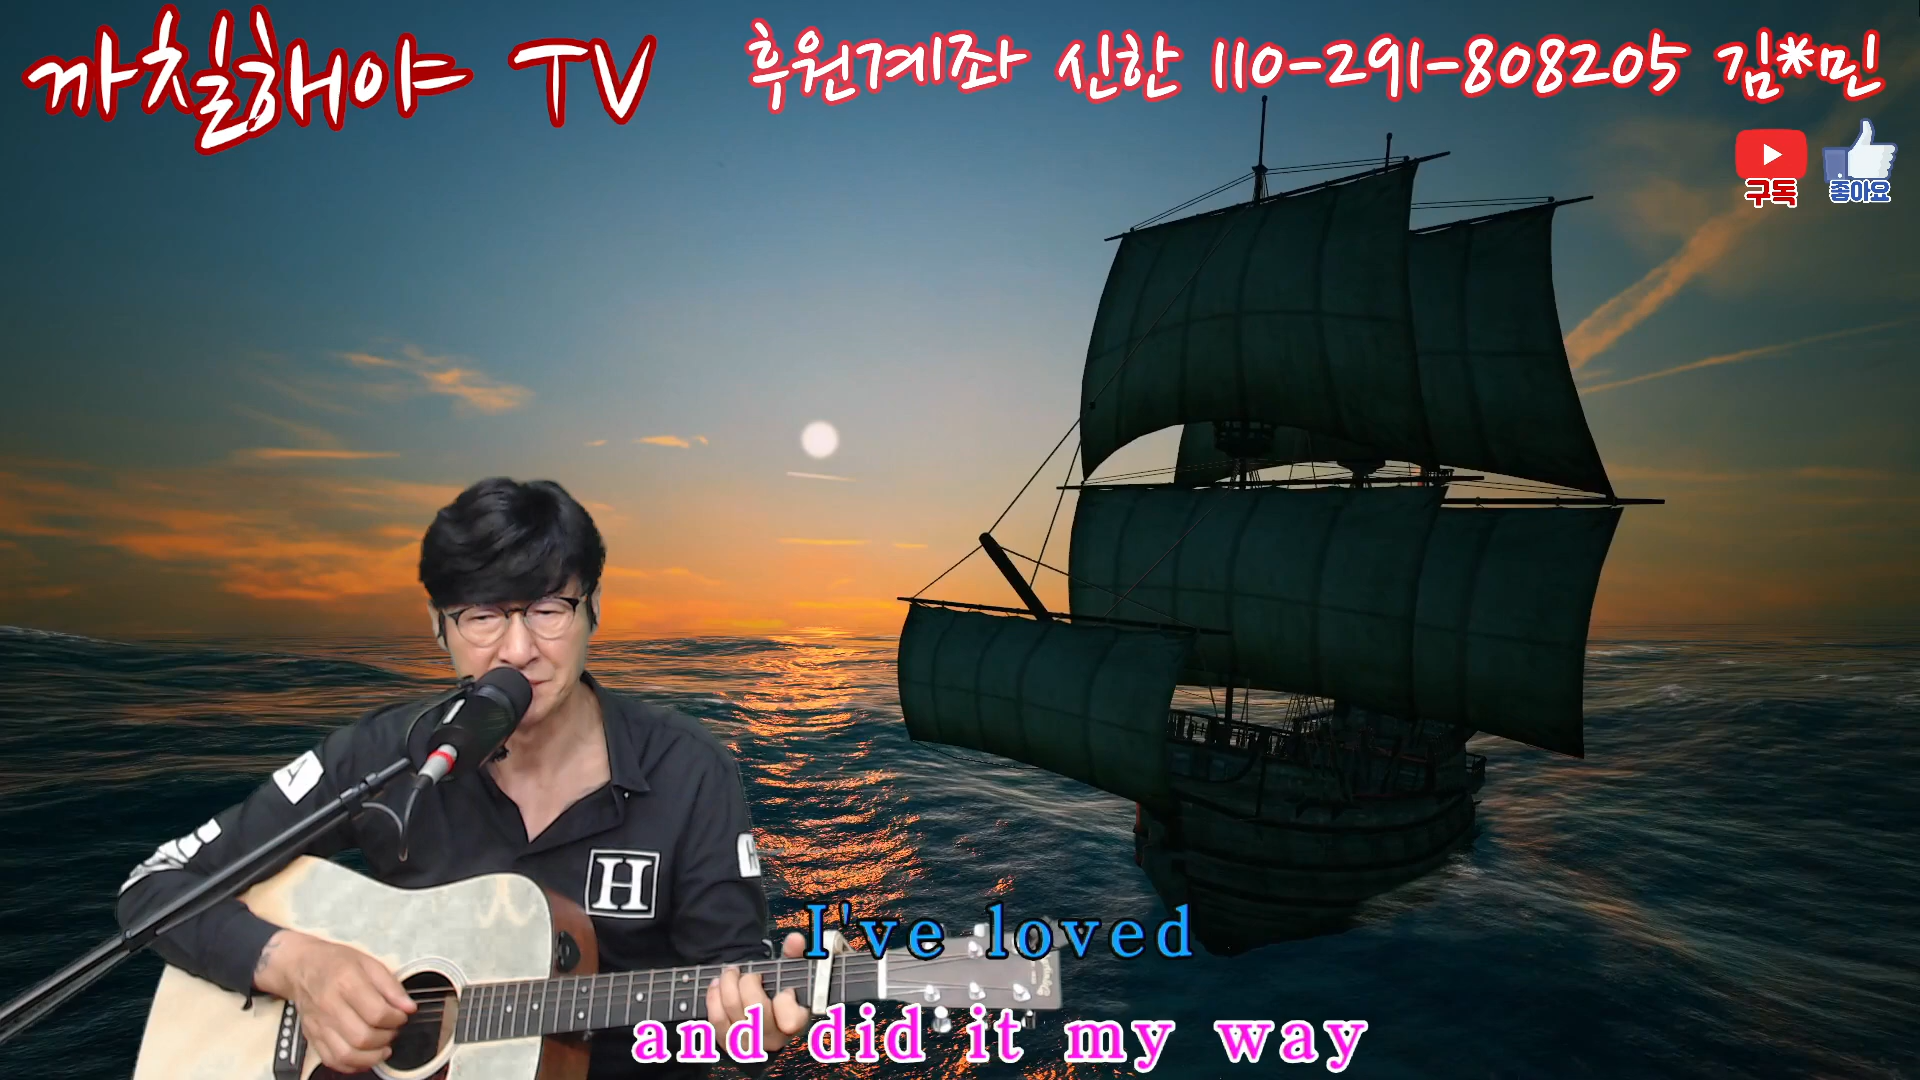 까칠해야 TV
후원계좌 신한 110-291-808205 김*민
구독
좋아요
A
H
I've loved
and did it my way